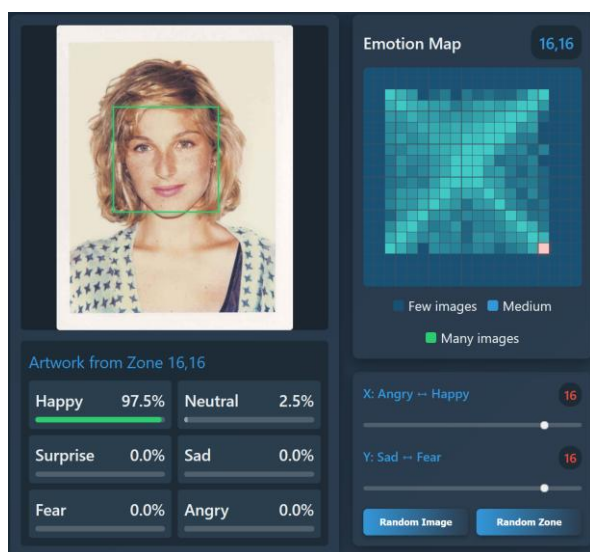 Emotion Map
16,16
Few images
Medium
Many images
Artwork from Zone 16,16
Happy 97.5%
Neutral 2.5%
Surprise 0.0%
Sad 0.0%
Fear 0.0%
Angry 0.0%
X: Angry ↔ Happy
16
Y: Sad ↔ Fear
16
Random Image
Random Zone